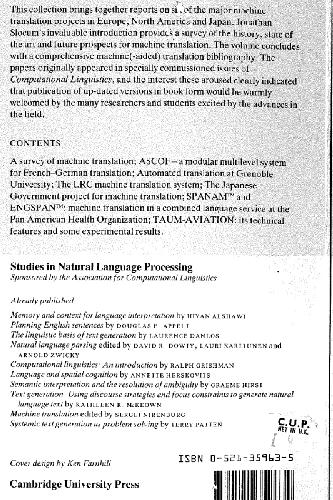 This collection brings together reports on six of the major machine
translation projects in Europe, North America and Japan. Jonathan
Slocum's invaluable introduction provides a survey of the history, state of
the art and future prospects for machine translation. The volume concludes
with a comprehensive machine(-aided) translation bibliography. The
papers originally appeared in specially commissioned issues of
Computational Linguistics, and the interest these aroused clearly indicated
that publication of up-dated versions in book form would be warmly
welcomed by the many researchers and students excited by the advances in
the field.
CONTENTS
A survey of machine translation; ASCOF – a modular multilevel system
for French–German translation; Automated translation at Grenoble
University; The LRC machine translation system; The Japanese
Government project for machine translation; SPANAM™ and
ENGSPAN™: machine translation in a combined language service at the
Pan American Health Organization; TAUM-AVIATION: its technical
features and some experimental results.
Studies in Natural Language Processing
Sponsored by the Association for Computational Linguistics
Already published
Memory and context for language interpretation by HIYAN ALSHAWI
Planning English sentences by DOUGLAS E. APPELT
The linguistic basis of text generation by LAURENCE DANLOS
Natural language parsing edited by DAVID R. DOWTY, LAURI KARTTUNEN and
ARNOLD ZWICKY
Computational linguistics: An introduction by RALPH GRISHMAN
Language and spatial cognition by ANNETTE HERSKOVITS
Semantic interpretation and the resolution of ambiguity by GRAEME HIRST
Text generation: Using discourse strategies and focus constraints to generate natural
language text by KATHLEEN R. McKEOWN
Machine translation edited by SERGEI NIRENBURG
Systemic text generation as problem solving by TERRY PATTEN
C.U.P.
NET IN U.K.
ISBN 0-521-35963-5
Cover design by Ken Farnhill
Cambridge University Press